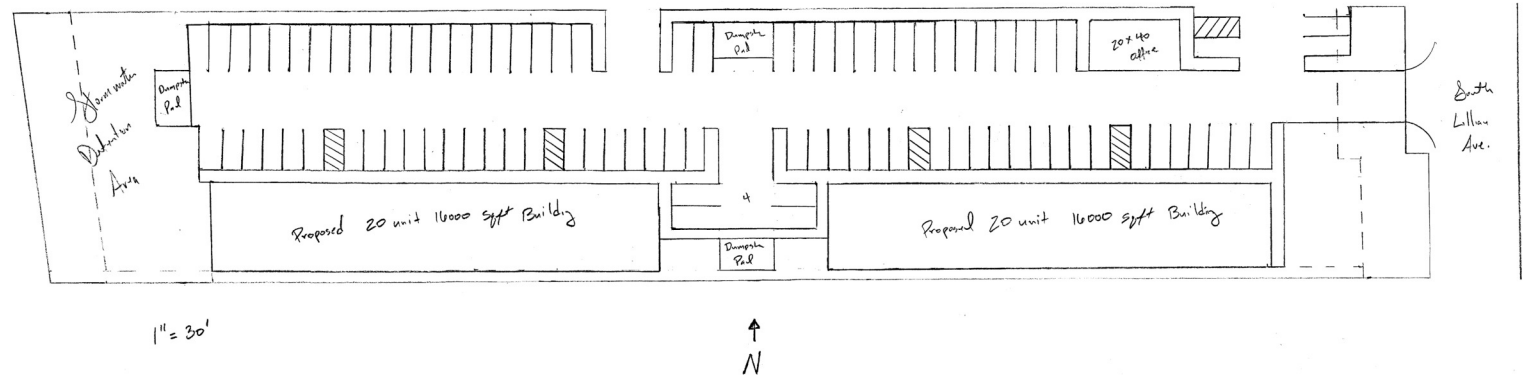 Dumpster
Pad
20 x 40
office
Dumpster
Pad
Stormwater
Detention
Area
South
Lillian
Ave.
4
Proposed 20 unit 16000 sqft Building
Proposed 20 unit 16000 sqft Building
Dumpster
Pad
1" = 30'
N